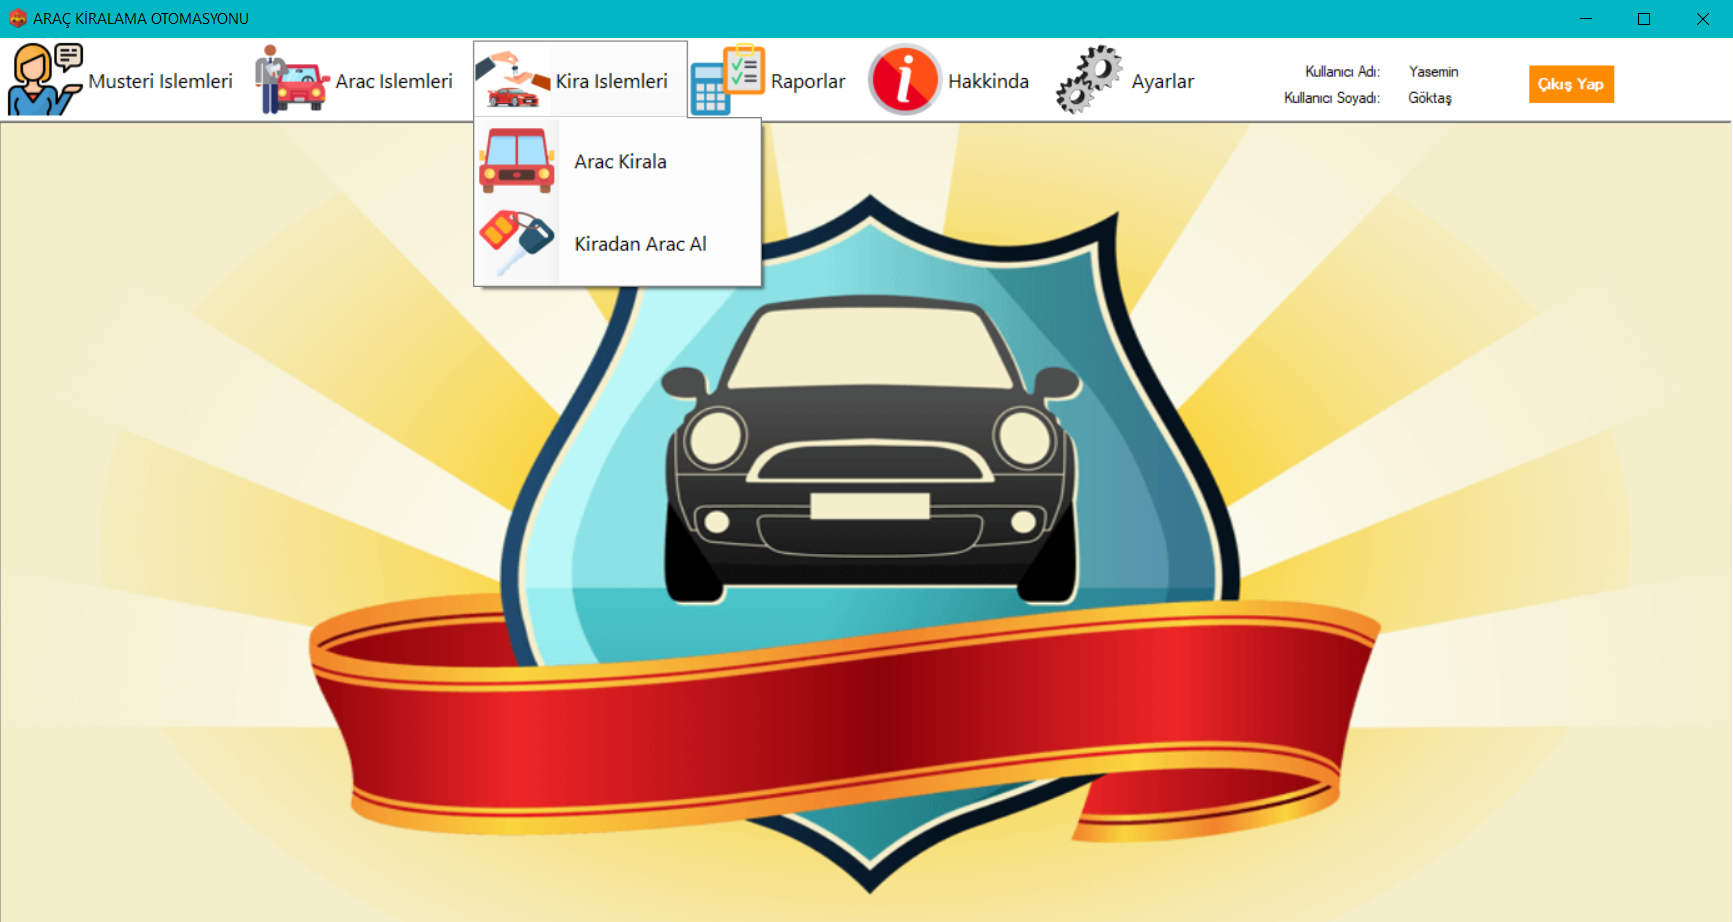 ARAÇ KİRALAMA OTOMASYONU
Musteri Islemleri
Arac Islemleri
Kira Islemleri
Raporlar
Hakkinda
Ayarlar
Kullanıcı Adı: Yasemin
Kullanıcı Soyadı: Göktaş
Çıkış Yap
Arac Kirala
Kiradan Arac Al